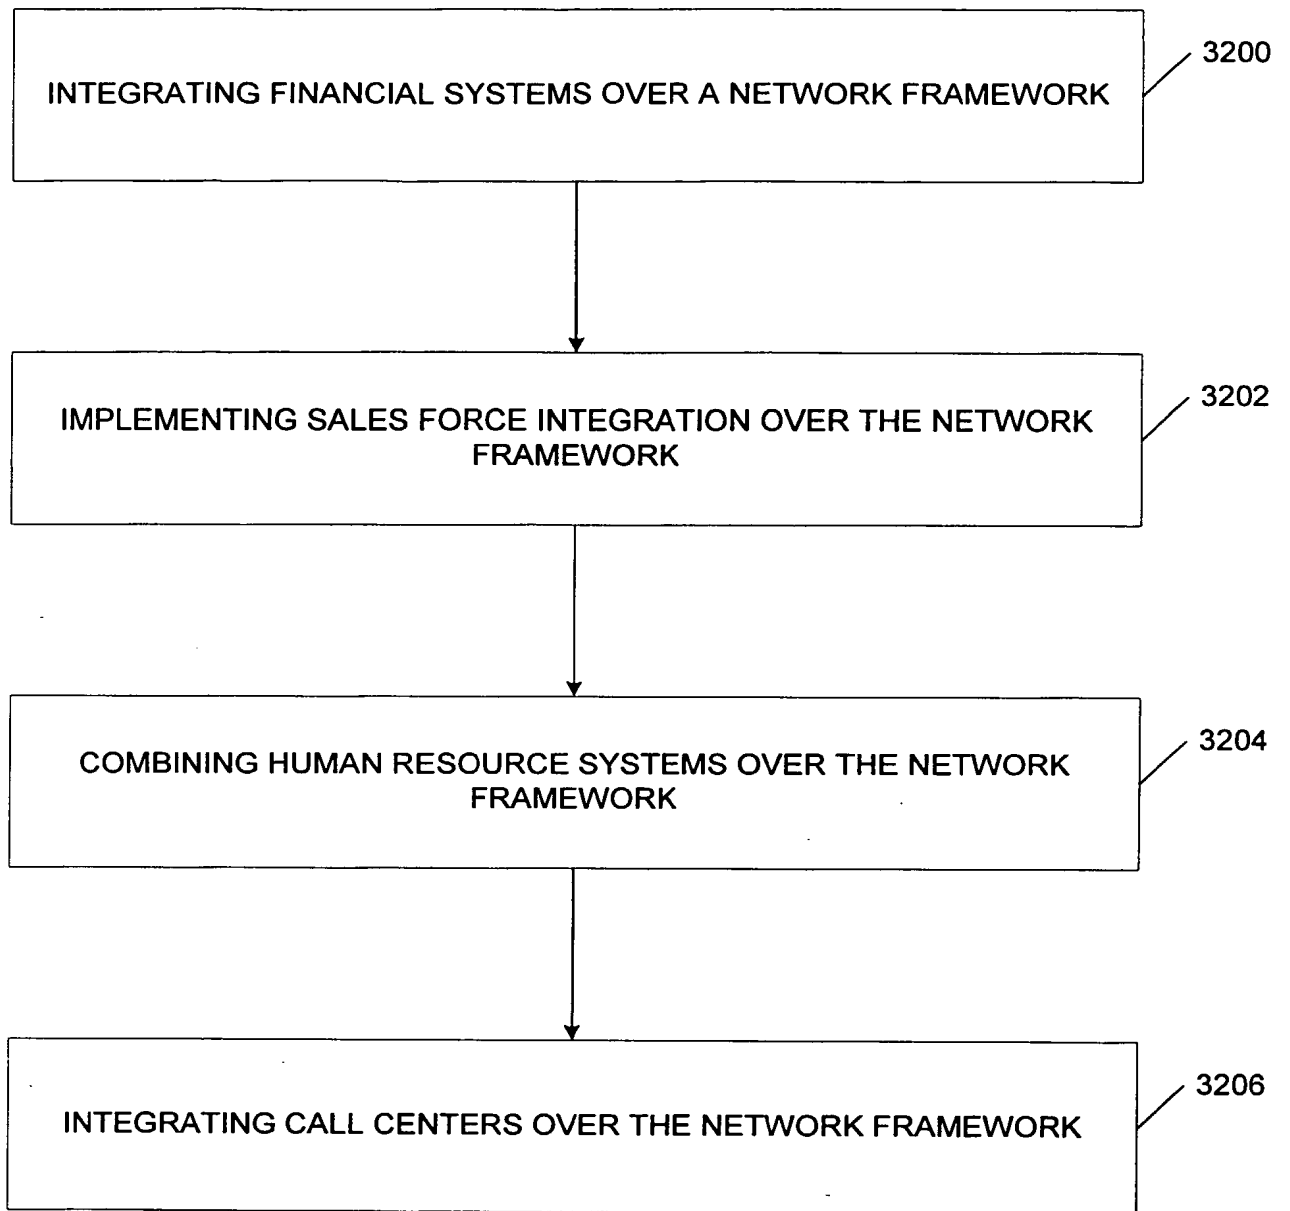 INTEGRATING FINANCIAL SYSTEMS OVER A NETWORK FRAMEWORK
3200
IMPLEMENTING SALES FORCE INTEGRATION OVER THE NETWORK
FRAMEWORK
3202
COMBINING HUMAN RESOURCE SYSTEMS OVER THE NETWORK
FRAMEWORK
3204
INTEGRATING CALL CENTERS OVER THE NETWORK FRAMEWORK
3206